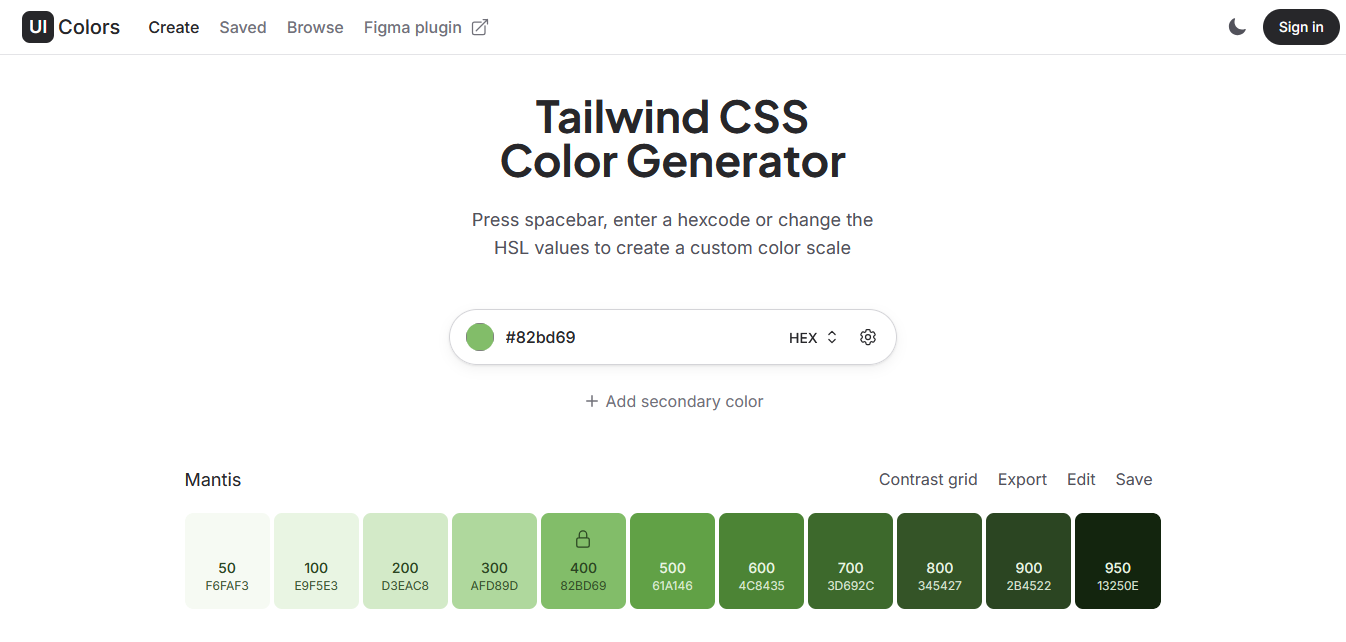 UI Colors Create Saved Browse Figma plugin Sign in
Tailwind CSS
Color Generator
Press spacebar, enter a hexcode or change the
HSL values to create a custom color scale
#82bd69 HEX
+ Add secondary color
Mantis Contrast grid Export Edit Save
50 100 200 300 400 500 600 700 800 900 950
F6FAF3 E9F5E3 D3EAC8 AFD89D 82BD69 61A146 4C8435 3D692C 345427 2B4522 13250E